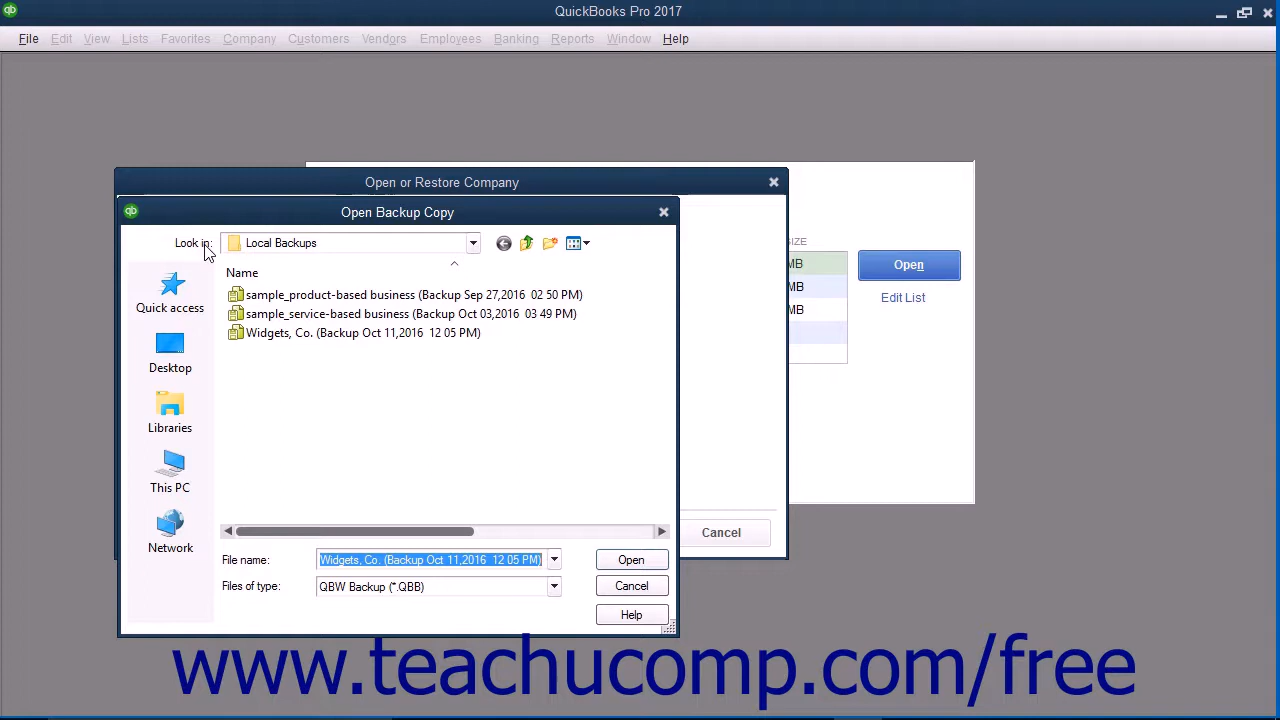 qb QuickBooks Pro 2017
File Edit View Lists Favorites Company Customers Vendors Employees Banking Reports Window Help
Open or Restore Company
qb Open Backup Copy
Look in: Local Backups
SIZE
Name
MB Open
Quick access
sample_product-based business (Backup Sep 27,2016 02 50 PM)
MB Edit List
sample_service-based business (Backup Oct 03,2016 03 49 PM)
MB
Widgets, Co. (Backup Oct 11,2016 12 05 PM)
Desktop
Libraries
This PC
Network
Cancel
File name: Widgets, Co. (Backup Oct 11,2016 12 05 PM) Open
Files of type: QBW Backup (*.QBB) Cancel
Help
www.teachucomp.com/free